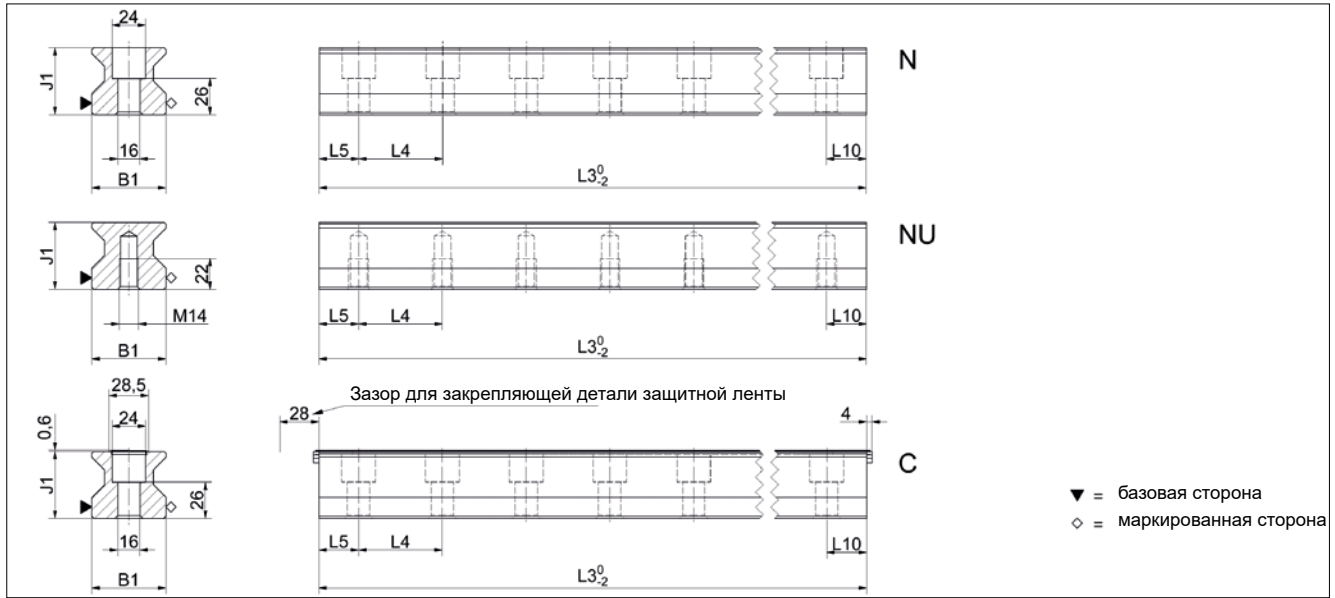 24
N
J1
26
16
L5
L4
L10
B1
L3 0 -2
NU
J1
22
M14
L5
L4
L10
B1
L3 0 -2
28,5
Зазор для закрепляющей детали защитной ленты
24
28
4
0,6
C
J1
26
▼ = базовая сторона
◇ = маркированная сторона
16
L5
L4
L10
B1
L3 0 -2